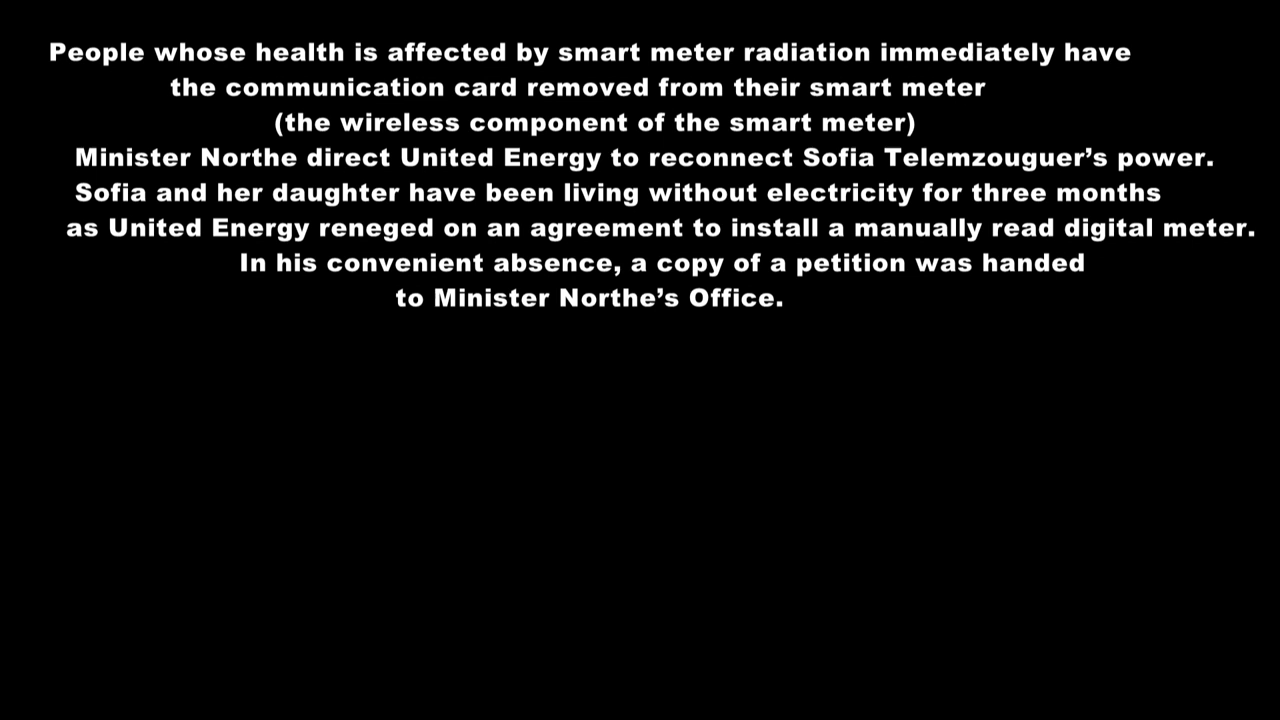 People whose health is affected by smart meter radiation immediately have
the communication card removed from their smart meter
(the wireless component of the smart meter)
Minister Northe direct United Energy to reconnect Sofia Telemzouguer’s power.
Sofia and her daughter have been living without electricity for three months
as United Energy reneged on an agreement to install a manually read digital meter.
In his convenient absence, a copy of a petition was handed
to Minister Northe’s Office.